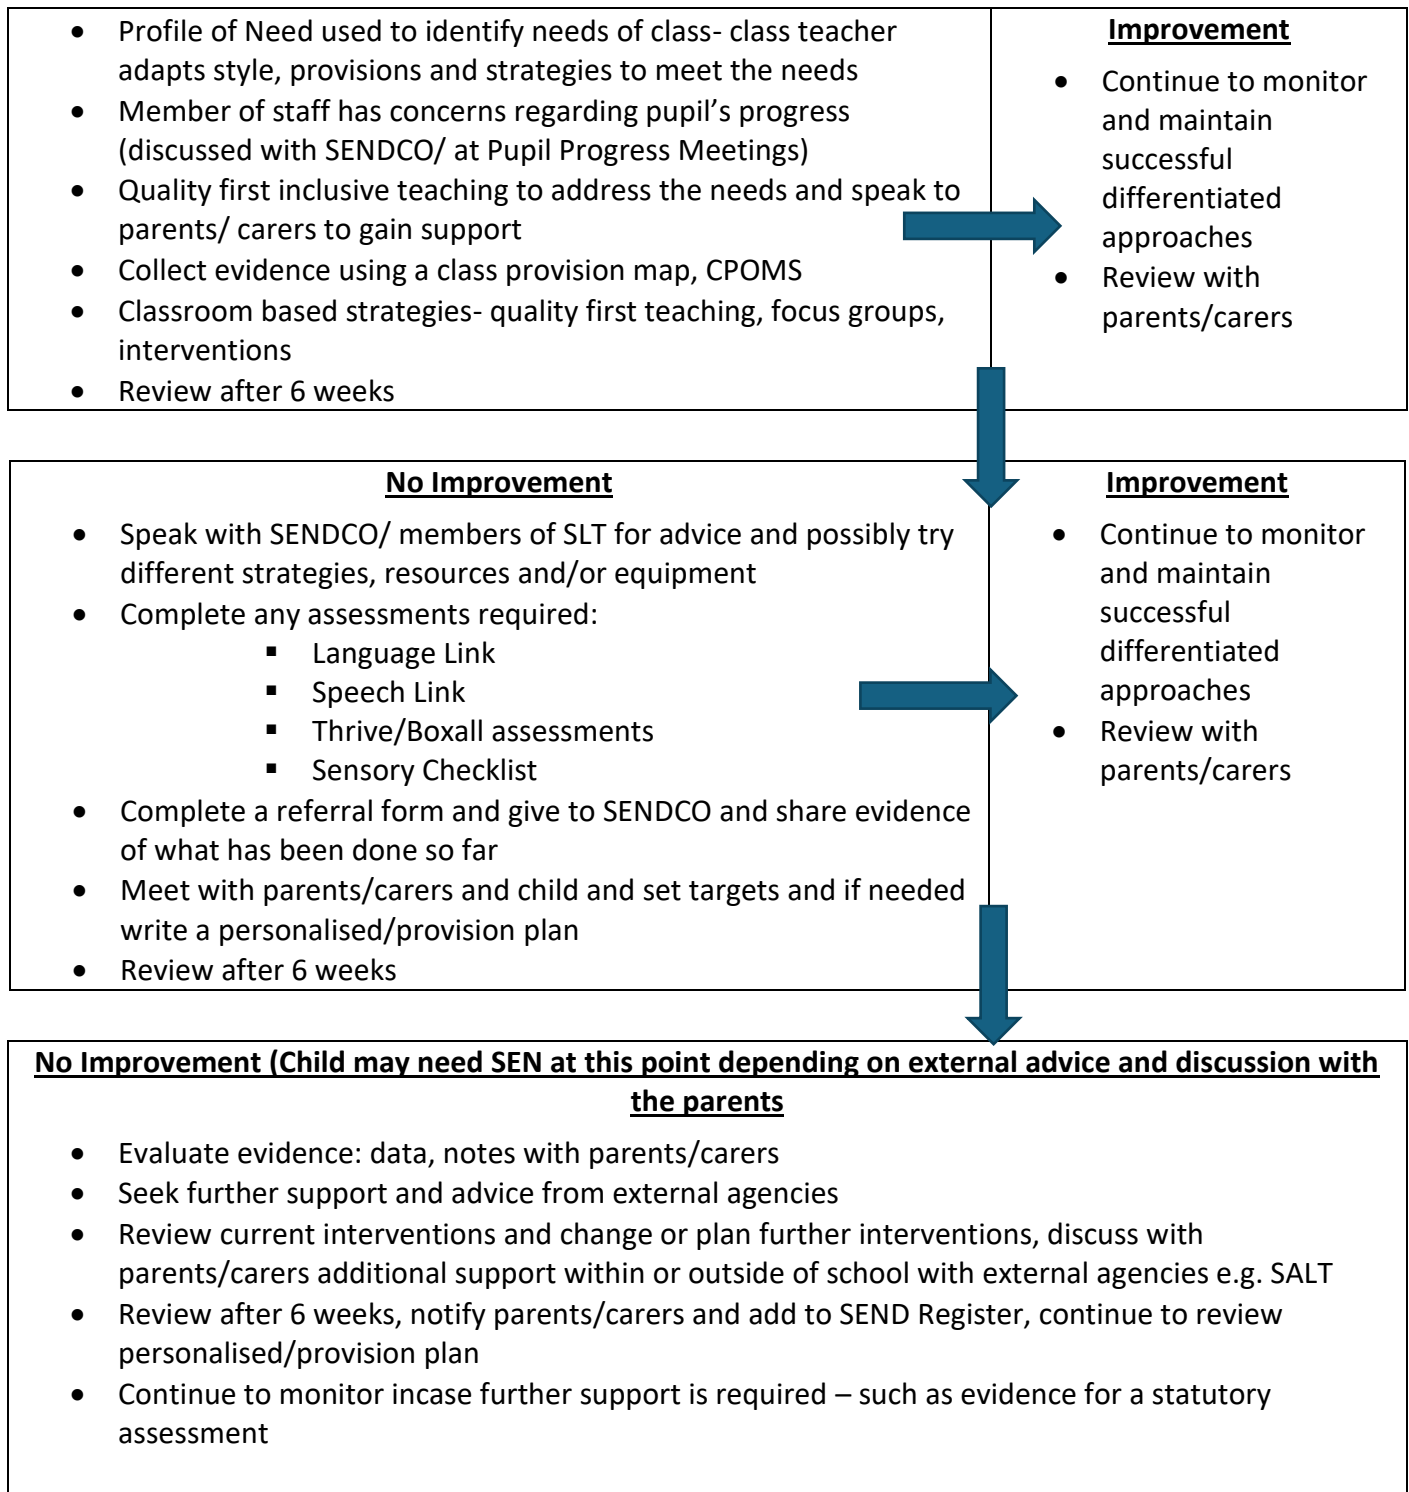 • Profile of Need used to identify needs of class- class teacher
adapts style, provisions and strategies to meet the needs
• Member of staff has concerns regarding pupil’s progress
(discussed with SENDCO/ at Pupil Progress Meetings)
• Quality first inclusive teaching to address the needs and speak to
parents/ carers to gain support
• Collect evidence using a class provision map, CPOMS
• Classroom based strategies- quality first teaching, focus groups,
interventions
• Review after 6 weeks
Improvement
• Continue to monitor
and maintain
successful
differentiated
approaches
• Review with
parents/carers
No Improvement
• Speak with SENDCO/ members of SLT for advice and possibly try
different strategies, resources and/or equipment
• Complete any assessments required:
▪ Language Link
▪ Speech Link
▪ Thrive/Boxall assessments
▪ Sensory Checklist
• Complete a referral form and give to SENDCO and share evidence
of what has been done so far
• Meet with parents/carers and child and set targets and if needed
write a personalised/provision plan
• Review after 6 weeks
Improvement
• Continue to monitor
and maintain
successful
differentiated
approaches
• Review with
parents/carers
No Improvement (Child may need SEN at this point depending on external advice and discussion with
the parents
• Evaluate evidence: data, notes with parents/carers
• Seek further support and advice from external agencies
• Review current interventions and change or plan further interventions, discuss with
parents/carers additional support within or outside of school with external agencies e.g. SALT
• Review after 6 weeks, notify parents/carers and add to SEND Register, continue to review
personalised/provision plan
• Continue to monitor incase further support is required – such as evidence for a statutory
assessment